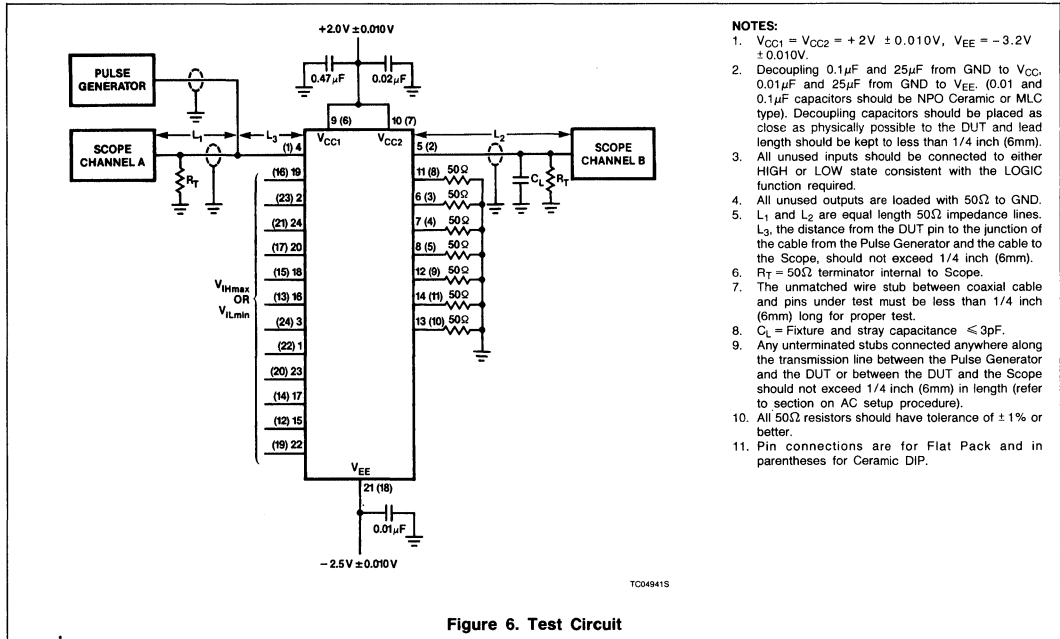 +2.0V ±0.010V
0.47μF
0.02μF
PULSE
GENERATOR
9 (6)
10 (7)
L1
L3
L2
VCC1
VCC2
SCOPE
CHANNEL A
(1) 4
5 (2)
SCOPE
CHANNEL B
RT
CL
RT
(16) 19
11 (8) 50Ω
(23) 2
6 (3) 50Ω
(21) 24
7 (4) 50Ω
(17) 20
8 (5) 50Ω
(15) 18
12 (9) 50Ω
VIHmax
OR
VILmin
(13) 16
14 (11) 50Ω
(24) 3
13 (10) 50Ω
(22) 1
(20) 23
(14) 17
(12) 15
(19) 22
VEE
21 (18)
0.01μF
−2.5V ±0.010V
TC04941S
NOTES:
1. VCC1 = VCC2 = +2V ±0.010V, VEE = −3.2V
±0.010V.
2. Decoupling 0.1μF and 25μF from GND to VCC,
0.01μF and 25μF from GND to VEE. (0.01 and
0.1μF capacitors should be NPO Ceramic or MLC
type). Decoupling capacitors should be placed as
close as physically possible to the DUT and lead
length should be kept to less than 1/4 inch (6mm).
3. All unused inputs should be connected to either
HIGH or LOW state consistent with the LOGIC
function required.
4. All unused outputs are loaded with 50Ω to GND.
5. L1 and L2 are equal length 50Ω impedance lines.
L3, the distance from the DUT pin to the junction of
the cable from the Pulse Generator and the cable to
the Scope, should not exceed 1/4 inch (6mm).
6. RT = 50Ω terminator internal to Scope.
7. The unmatched wire stub between coaxial cable
and pins under test must be less than 1/4 inch
(6mm) long for proper test.
8. CL = Fixture and stray capacitance ⩽ 3pF.
9. Any unterminated stubs connected anywhere along
the transmission line between the Pulse Generator
and the DUT or between the DUT and the Scope
should not exceed 1/4 inch (6mm) in length (refer
to section on AC setup procedure).
10. All 50Ω resistors should have tolerance of ±1% or
better.
11. Pin connections are for Flat Pack and in
parentheses for Ceramic DIP.
Figure 6. Test Circuit